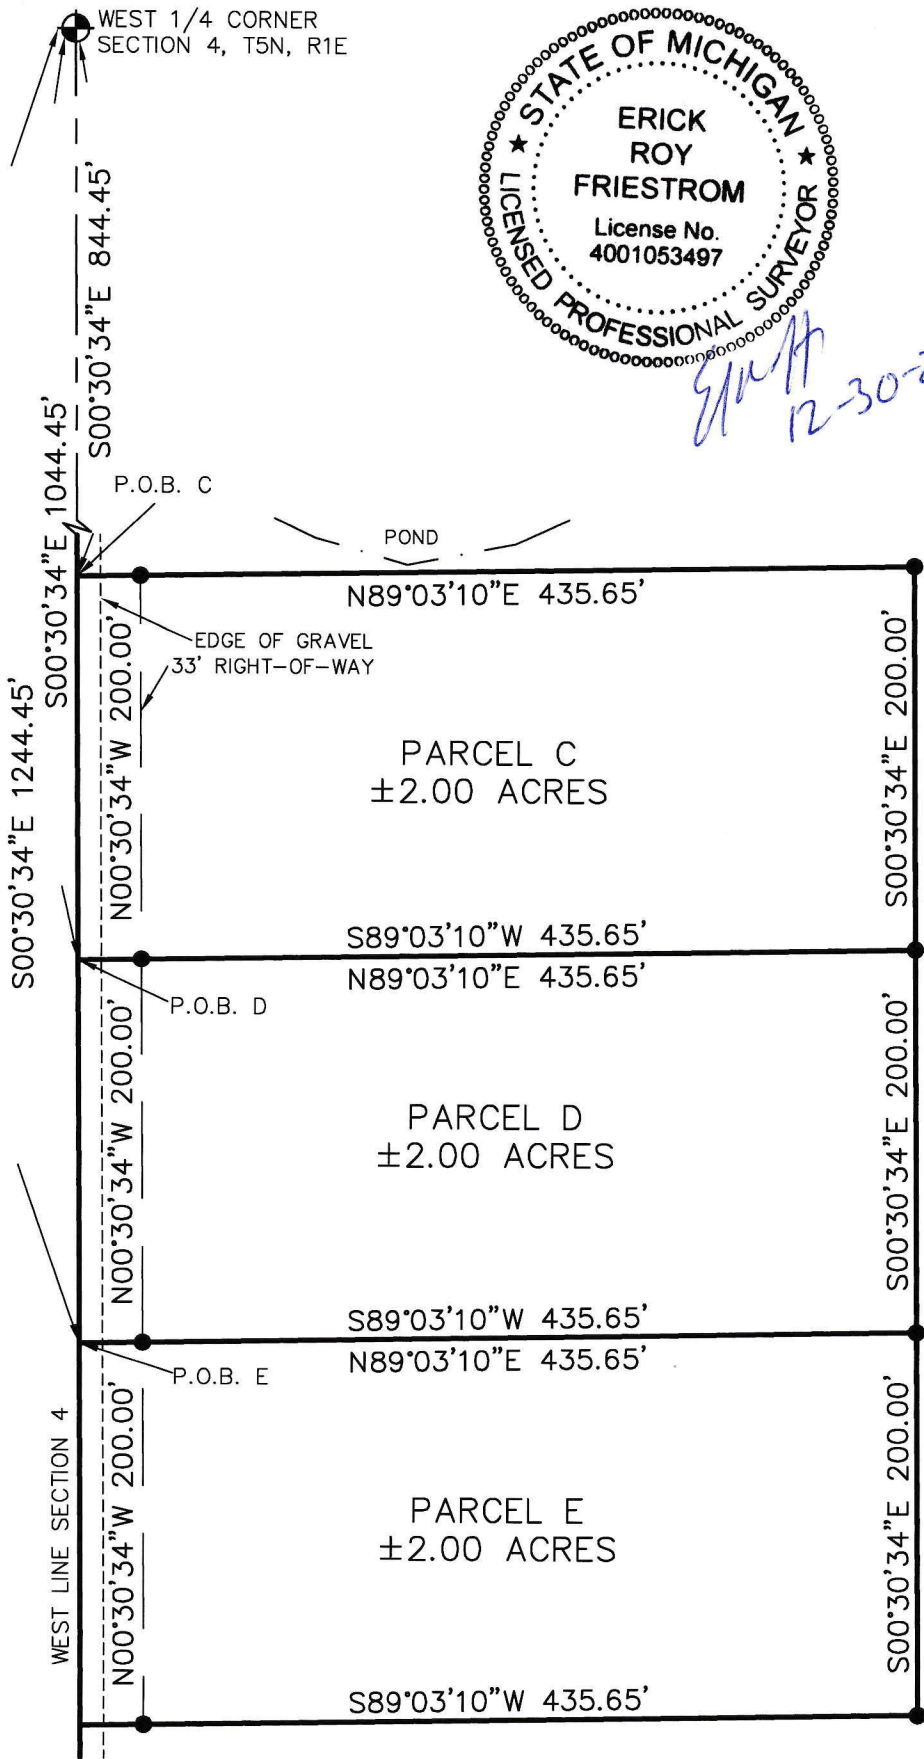 WEST 1/4 CORNER
SECTION 4, T5N, R1E
STATE OF MICHIGAN
ERICK
ROY
FRIESTROM
License No.
4001053497
LICENSED PROFESSIONAL SURVEYOR
12-30-
S00°30'34"E 844.45'
S00°30'34"E 1044.45'
S00°30'34"E 1244.45'
P.O.B. C
POND
N89°03'10"E 435.65'
EDGE OF GRAVEL
33' RIGHT-OF-WAY
N00°30'34"W 200.00'
PARCEL C
±2.00 ACRES
S00°30'34"E 200.00'
S89°03'10"W 435.65'
N89°03'10"E 435.65'
P.O.B. D
N00°30'34"W 200.00'
PARCEL D
±2.00 ACRES
S00°30'34"E 200.00'
S89°03'10"W 435.65'
N89°03'10"E 435.65'
P.O.B. E
WEST LINE SECTION 4
N00°30'34"W 200.00'
PARCEL E
±2.00 ACRES
S00°30'34"E 200.00'
S89°03'10"W 435.65'